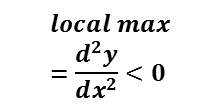 local max
= d²y/dx² < 0